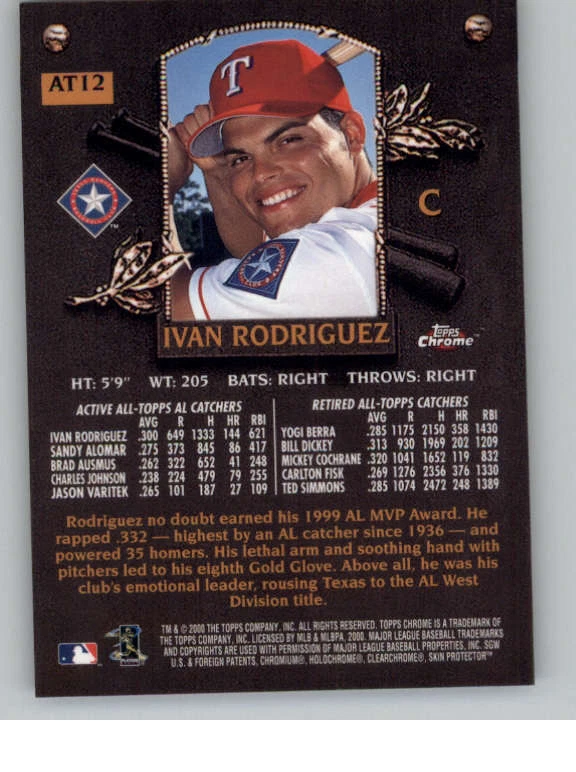 AT12
T
C
TM
IVAN RODRIGUEZ
Topps Chrome™
HT: 5'9" WT: 205 BATS: RIGHT THROWS: RIGHT
ACTIVE ALL-TOPPS AL CATCHERS
AVG R H HR RBI
IVAN RODRIGUEZ .300 649 1333 144 621
SANDY ALOMAR .275 373 845 86 417
BRAD AUSMUS .262 322 652 41 248
CHARLES JOHNSON .238 224 479 79 255
JASON VARITEK .265 101 187 27 109
RETIRED ALL-TOPPS CATCHERS
AVG R H HR RBI
YOGI BERRA .285 1175 2150 358 1430
BILL DICKEY .313 930 1969 202 1209
MICKEY COCHRANE .320 1041 1652 119 832
CARLTON FISK .269 1276 2356 376 1330
TED SIMMONS .285 1074 2472 248 1389
Rodriguez no doubt earned his 1999 AL MVP Award. He
rapped .332 — highest by an AL catcher since 1936 — and
powered 35 homers. His lethal arm and soothing hand with
pitchers led to his eighth Gold Glove. Above all, he was his
club's emotional leader, rousing Texas to the AL West
Division title.
TM & © 2000 THE TOPPS COMPANY, INC. ALL RIGHTS RESERVED. TOPPS CHROME IS A TRADEMARK OF
THE TOPPS COMPANY, INC. LICENSED BY MLB & MLBPA, 2000. MAJOR LEAGUE BASEBALL TRADEMARKS
AND COPYRIGHTS ARE USED WITH PERMISSION OF MAJOR LEAGUE BASEBALL PROPERTIES, INC. SGW
U.S. & FOREIGN PATENTS, CHROMIUM®, HOLOCHROME®, CLEARCHROME®, SKIN PROTECTOR™